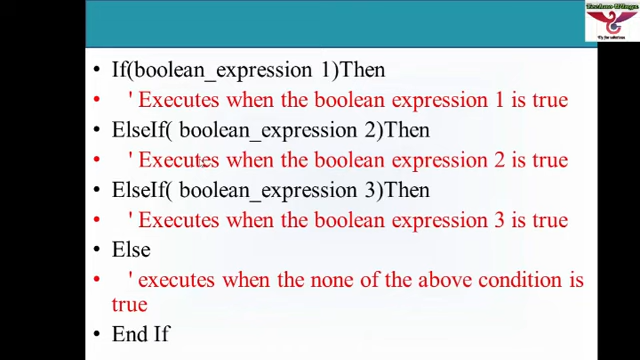 • If(boolean_expression 1)Then
• ' Executes when the boolean expression 1 is true
• ElseIf( boolean_expression 2)Then
• ' Executes when the boolean expression 2 is true
• ElseIf( boolean_expression 3)Then
• ' Executes when the boolean expression 3 is true
• Else
• ' executes when the none of the above condition is
true
• End If